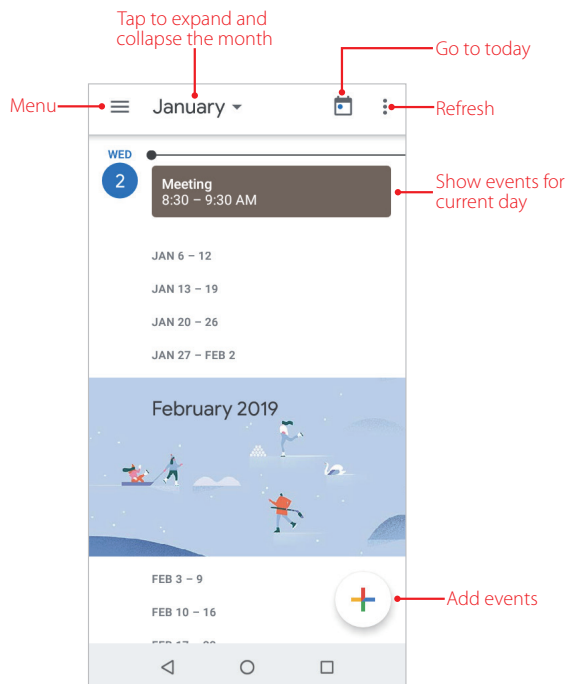 Tap to expand and
collapse the month
Go to today
Menu
January
Refresh
WED
2
Meeting
8:30 – 9:30 AM
Show events for
current day
JAN 6 – 12
JAN 13 – 19
JAN 20 – 26
JAN 27 – FEB 2
February 2019
FEB 3 – 9
FEB 10 – 16
Add events